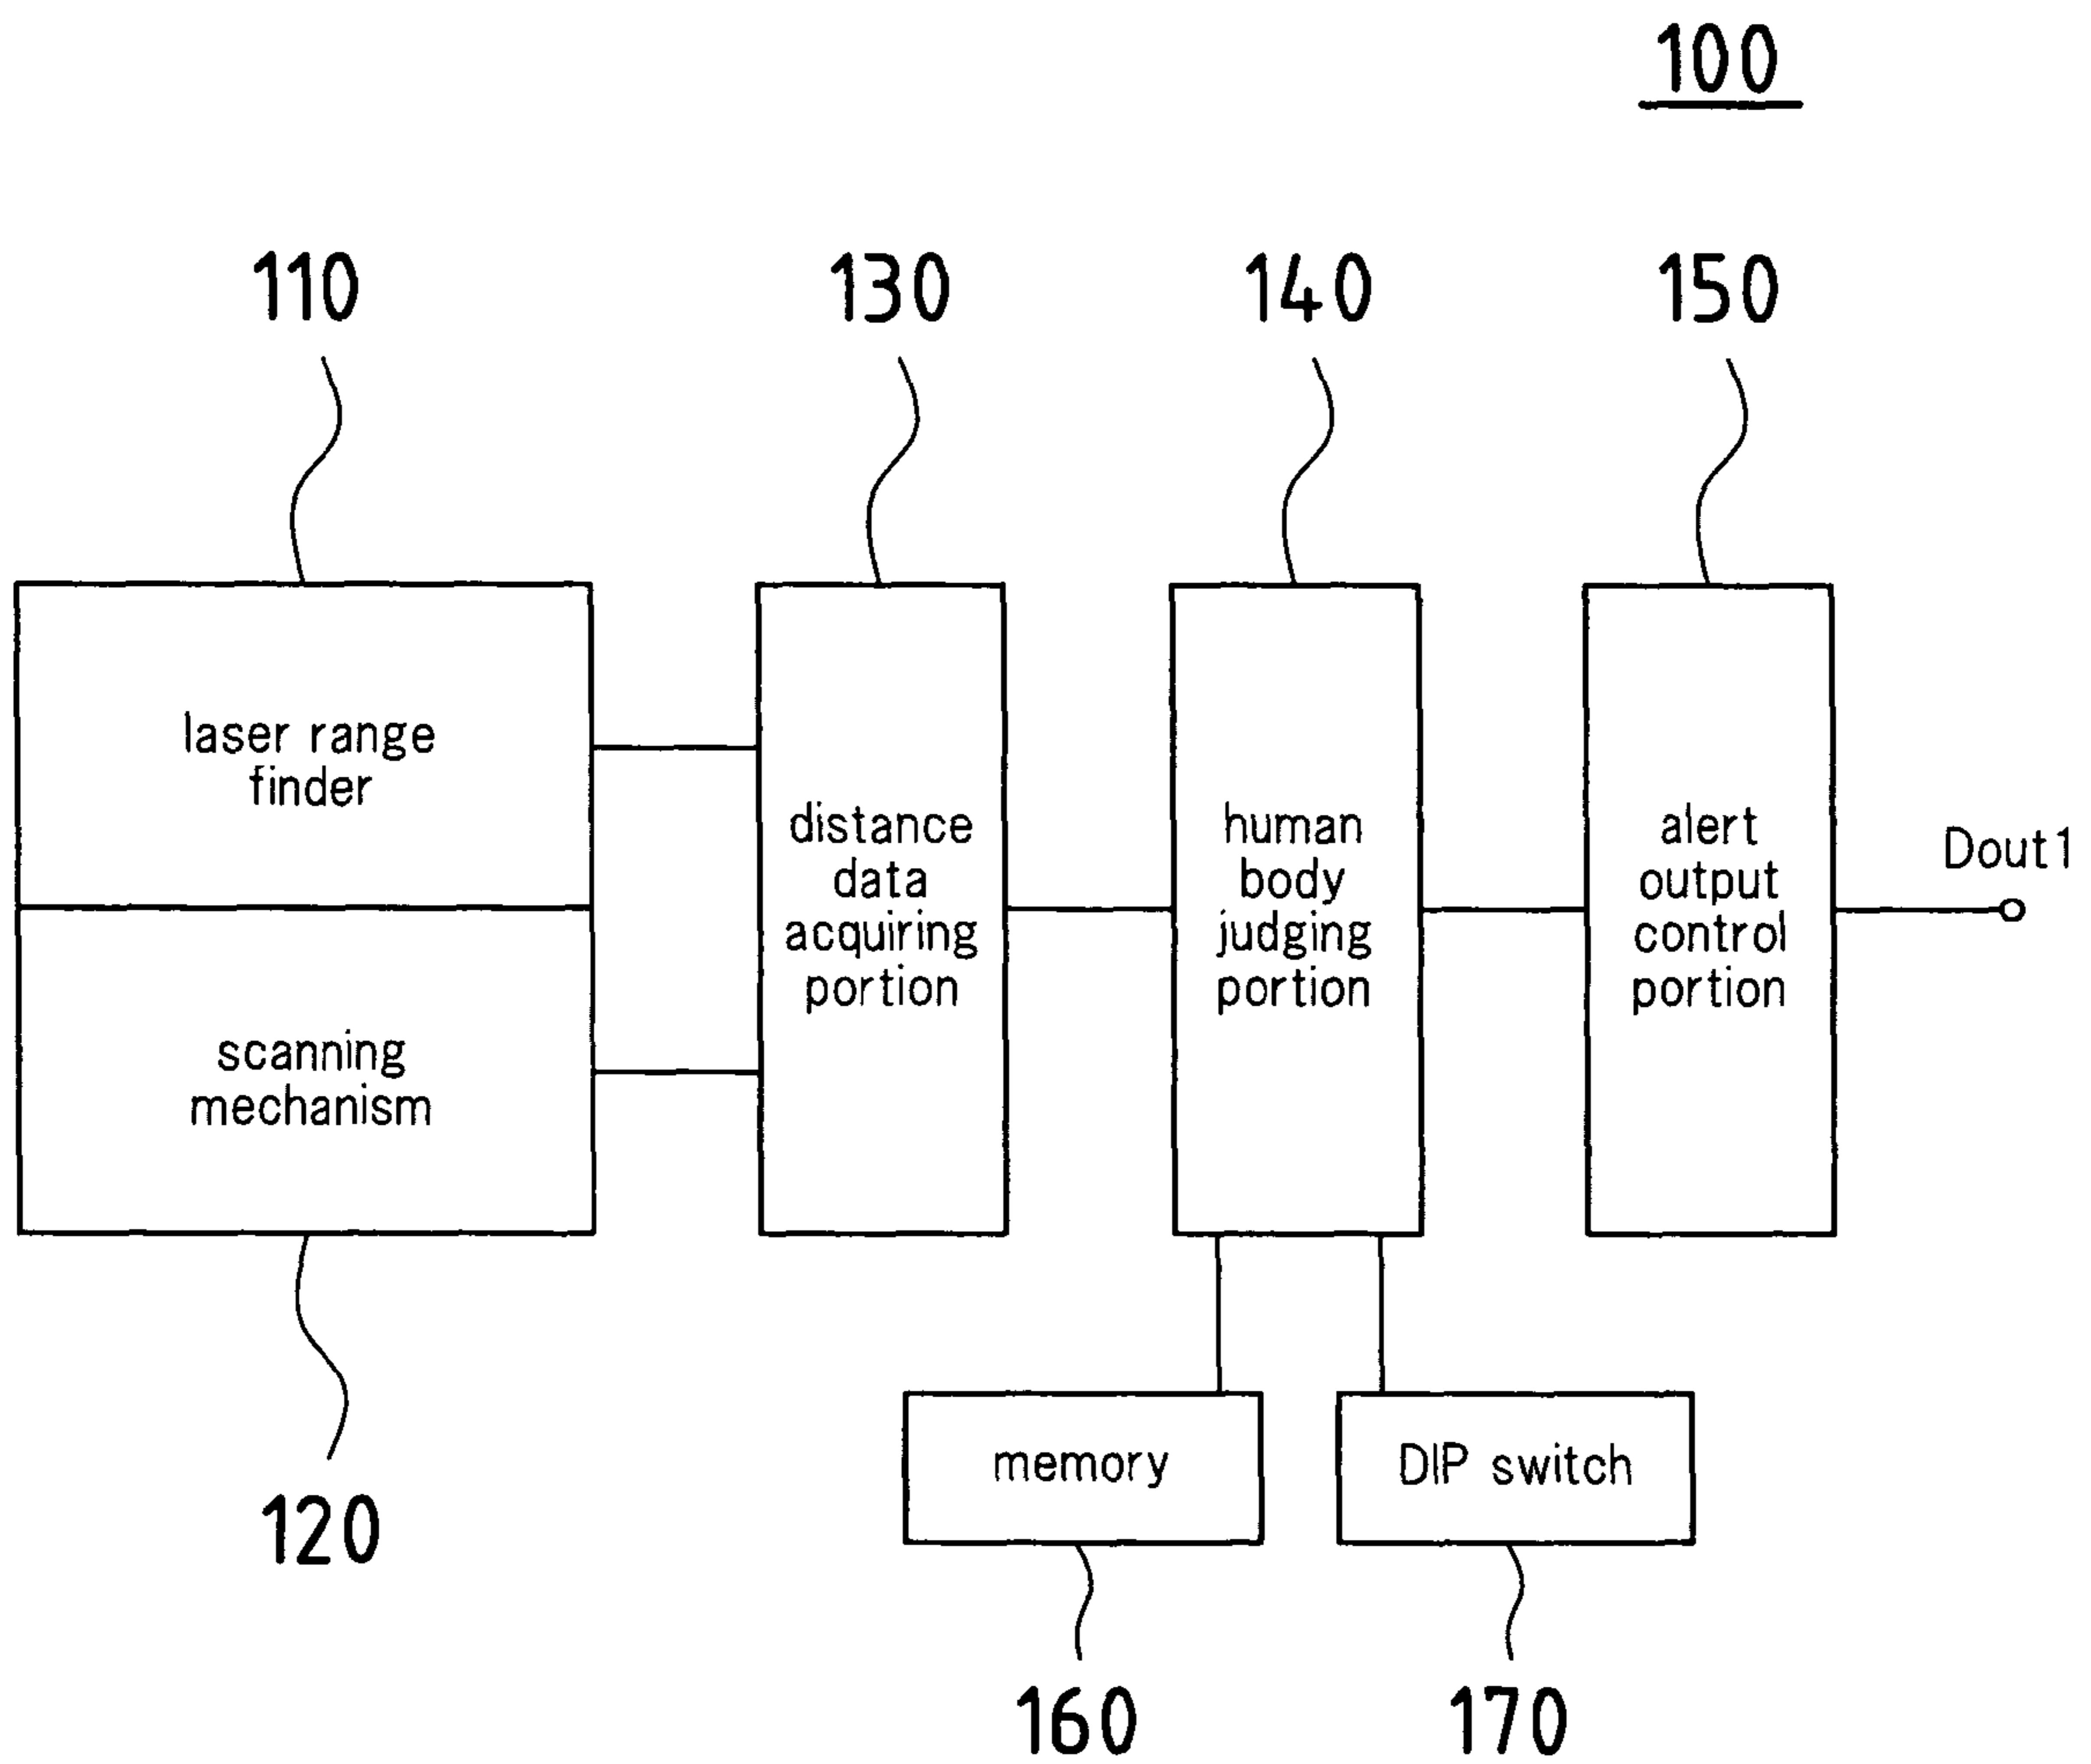 100
110
130
140
150
laser range
finder
scanning
mechanism
distance
data
acquiring
portion
human
body
judging
portion
alert
output
control
portion
Dout1
memory
DIP switch
120
160
170